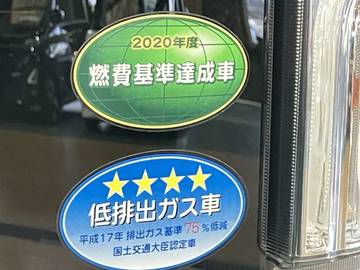 2020年度
燃費基準達成車
低排出ガス車
平成17年 排出ガス基準 75 %低減
国土交通大臣認定車